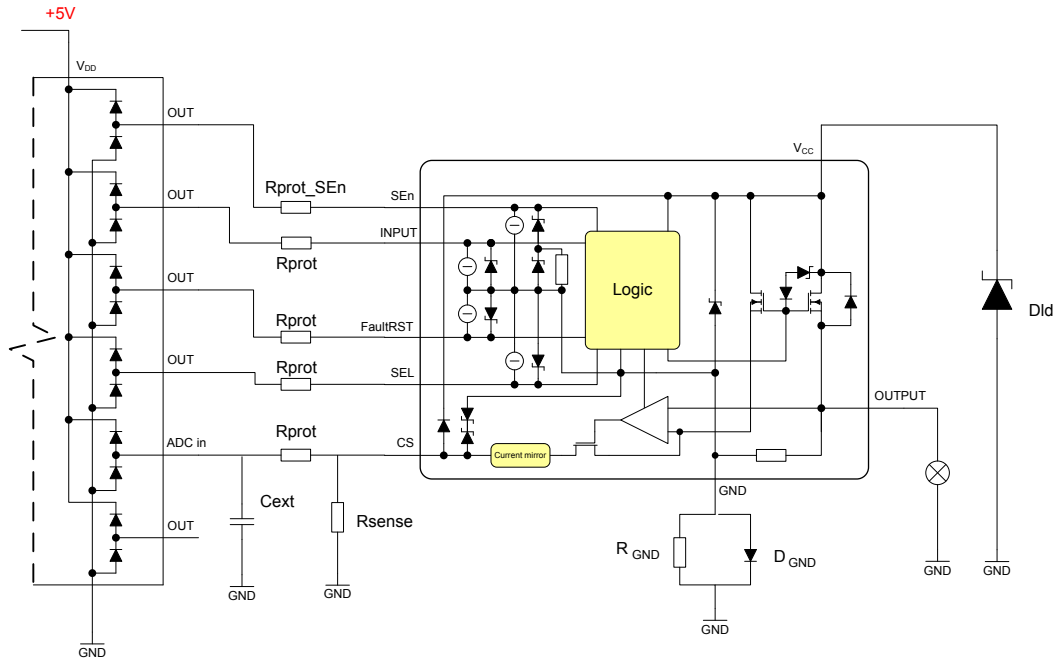 +5V
VDD
OUT
VCC
Rprot_SEn
SEn
OUT
INPUT
Rprot
OUT
Logic
Dld
Rprot
FaultRST
OUT
SEL
Rprot
OUTPUT
ADC in
Rprot
CS
Current mirror
GND
Cext
Rsense
OUT
R GND
D GND
GND
GND
GND
GND
GND
GND